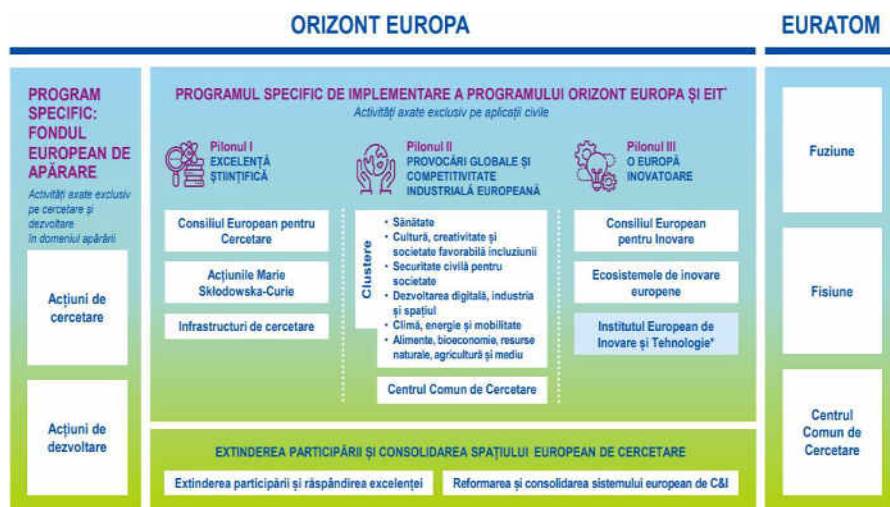 ORIZONT EUROPA
EURATOM
PROGRAM
SPECIFIC:
FONDUL
EUROPEAN DE
APĂRARE
Activități axate exclusiv
pe cercetare și
dezvoltare
în domeniul apărării
Acțiuni de
cercetare
Acțiuni de
dezvoltare
PROGRAMUL SPECIFIC DE IMPLEMENTARE A PROGRAMULUI ORIZONT EUROPA ȘI EIT*
Activități axate exclusiv pe aplicații civile
Pilonul I
EXCELENȚĂ
ȘTIINȚIFICĂ
Consiliul European pentru
Cercetare
Acțiunile Marie
Skłodowska-Curie
Infrastructuri de cercetare
Pilonul II
PROVOCĂRI GLOBALE ȘI
COMPETITIVITATE
INDUSTRIALĂ EUROPEANĂ
Clustere
• Sănătate
• Cultură, creativitate și
societate favorabilă incluziunii
• Securitate civilă pentru
societate
• Dezvoltarea digitală, industria
și spațiul
• Climă, energie și mobilitate
• Alimente, bioeconomie, resurse
naturale, agricultură și mediu
Centrul Comun de Cercetare
Pilonul III
O EUROPĂ
INOVATOARE
Consiliul European
pentru Inovare
Ecosistemele de inovare
europene
Institutul European de
Inovare și Tehnologie*
EXTINDEREA PARTICIPĂRII ȘI CONSOLIDAREA SPAȚIULUI EUROPEAN DE CERCETARE
Extinderea participării și răspândirea excelenței
Reformarea și consolidarea sistemului european de C&I
Fuziune
Fisiune
Centrul
Comun de
Cercetare